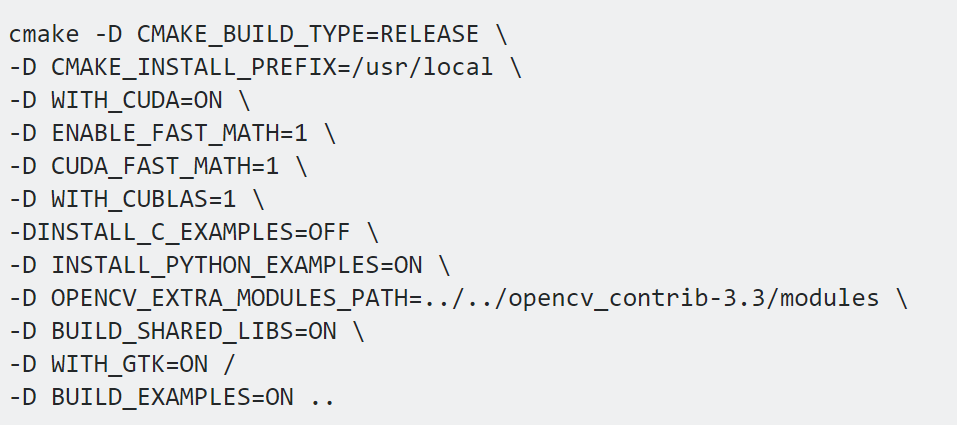 cmake -D CMAKE_BUILD_TYPE=RELEASE \
-D CMAKE_INSTALL_PREFIX=/usr/local \
-D WITH_CUDA=ON \
-D ENABLE_FAST_MATH=1 \
-D CUDA_FAST_MATH=1 \
-D WITH_CUBLAS=1 \
-DINSTALL_C_EXAMPLES=OFF \
-D INSTALL_PYTHON_EXAMPLES=ON \
-D OPENCV_EXTRA_MODULES_PATH=../../opencv_contrib-3.3/modules \
-D BUILD_SHARED_LIBS=ON \
-D WITH_GTK=ON /
-D BUILD_EXAMPLES=ON ..